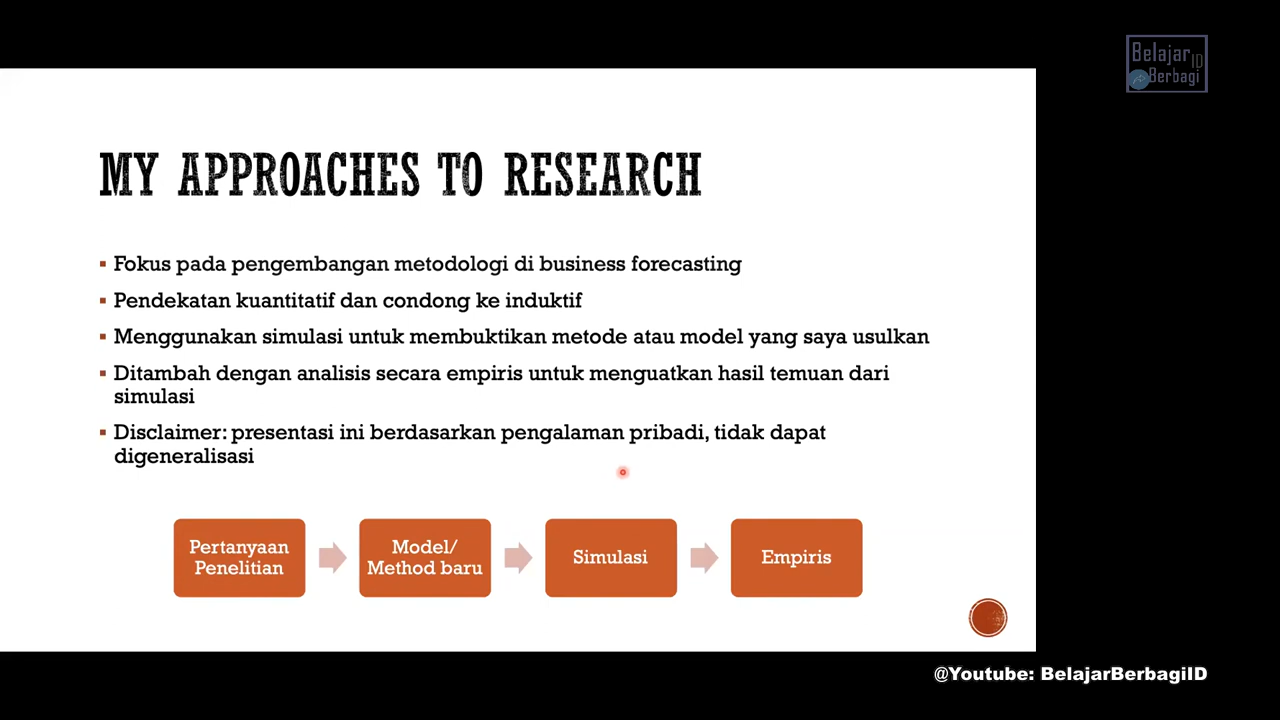 Belajar ID
Berbagi
MY APPROACHES TO RESEARCH
Fokus pada pengembangan metodologi di business forecasting
Pendekatan kuantitatif dan condong ke induktif
Menggunakan simulasi untuk membuktikan metode atau model yang saya usulkan
Ditambah dengan analisis secara empiris untuk menguatkan hasil temuan dari
simulasi
Disclaimer: presentasi ini berdasarkan pengalaman pribadi, tidak dapat
digeneralisasi
Pertanyaan
Penelitian
Model/
Method baru
Simulasi
Empiris
@Youtube: BelajarBerbagiID